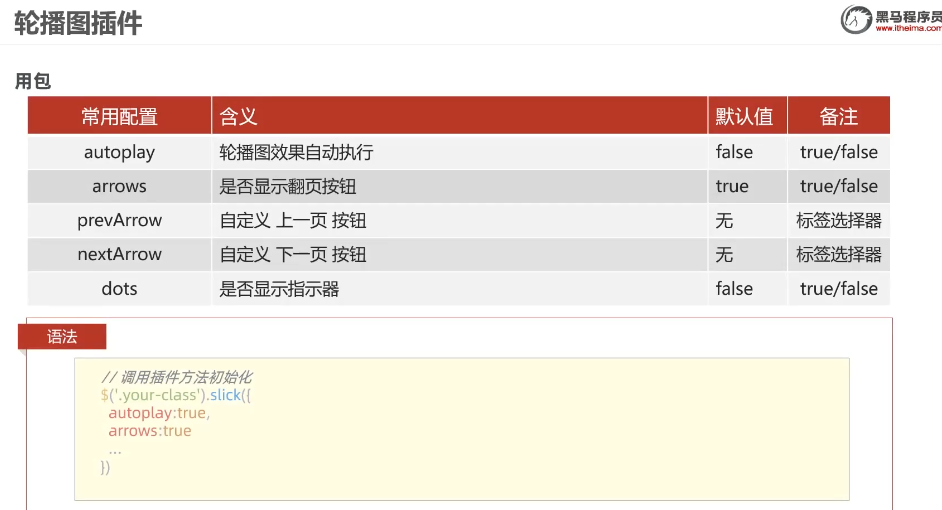 轮播图插件
黑马程序员
www.itheima.com
用包
常用配置 含义 默认值 备注
autoplay 轮播图效果自动执行 false true/false
arrows 是否显示翻页按钮 true true/false
prevArrow 自定义 上一页 按钮 无 标签选择器
nextArrow 自定义 下一页 按钮 无 标签选择器
dots 是否显示指示器 false true/false
语法
// 调用插件方法初始化
$('.your-class').slick({
autoplay:true,
arrows:true
...
})